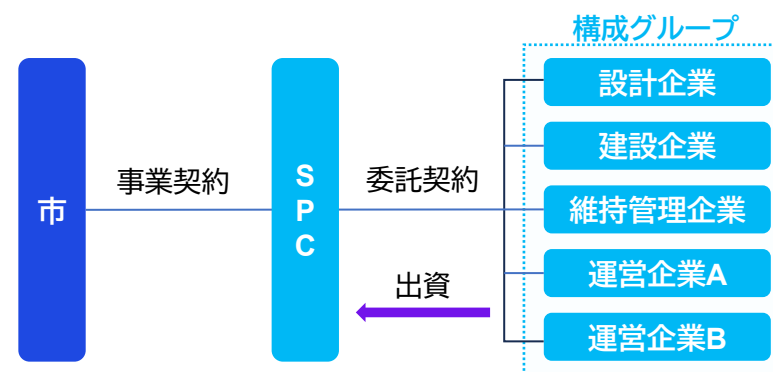 構成グループ
市
事業契約
SPC
委託契約
出資
設計企業
建設企業
維持管理企業
運営企業A
運営企業B